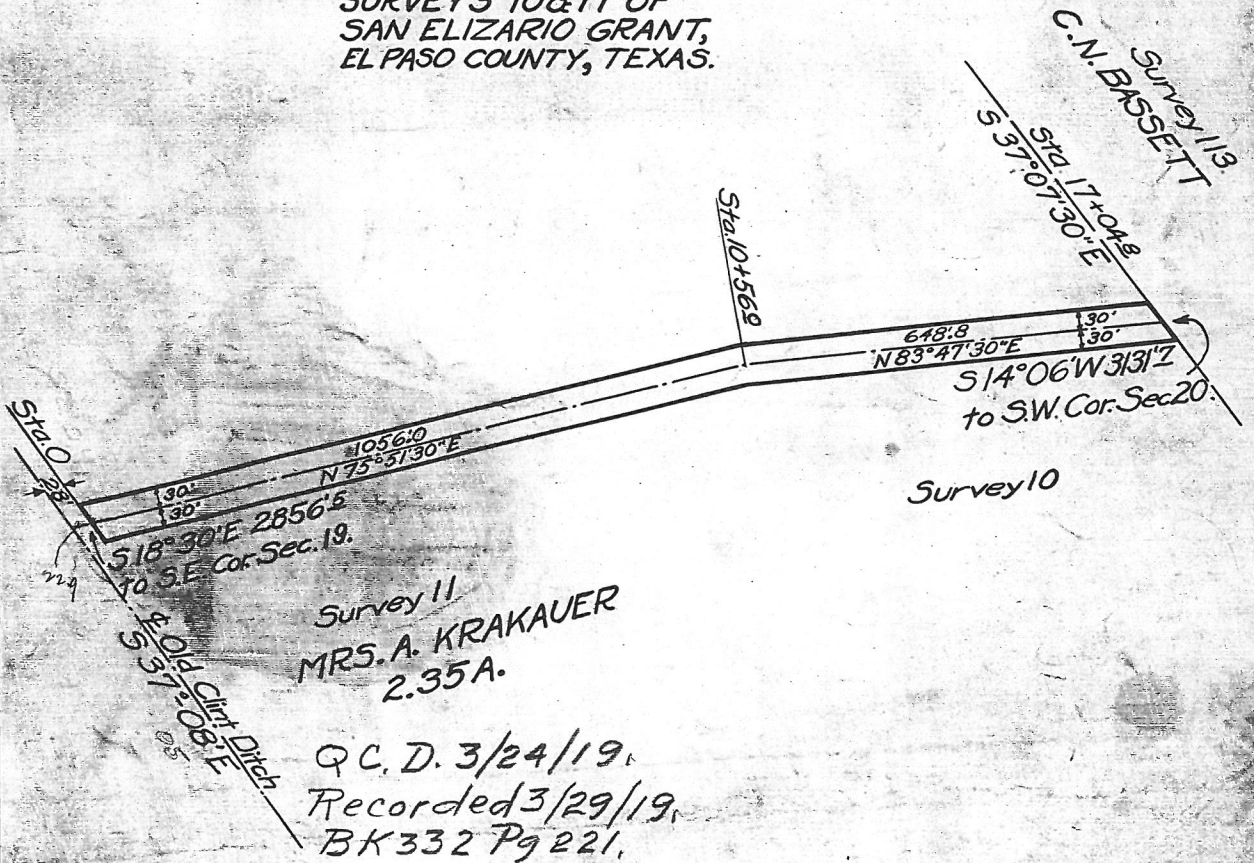 SURVEYS 10&11 OF
SAN ELIZARIO GRANT,
EL PASO COUNTY, TEXAS.
Survey 113
C.N. BASSETT
Sta 17+04.8
S 37°07'30"E
Sta.10+56.0
648.'8
N 83°47'30"E
30'
30'
S 14°06'W 3131.'7
to S.W. Cor. Sec 20.
Survey 10
Sta.0
28'
1056.'0
N 75°51'30"E
30'
30'
S 18°30'E 2856.'5
to S.E Cor. Sec. 19.
Survey 11
MRS. A. KRAKAUER
2.35 A.
℄ Old Clint Ditch
S 37°08'E
05
Q C. D. 3/24/19.
Recorded 3/29/19.
BK 332 Pg 221.